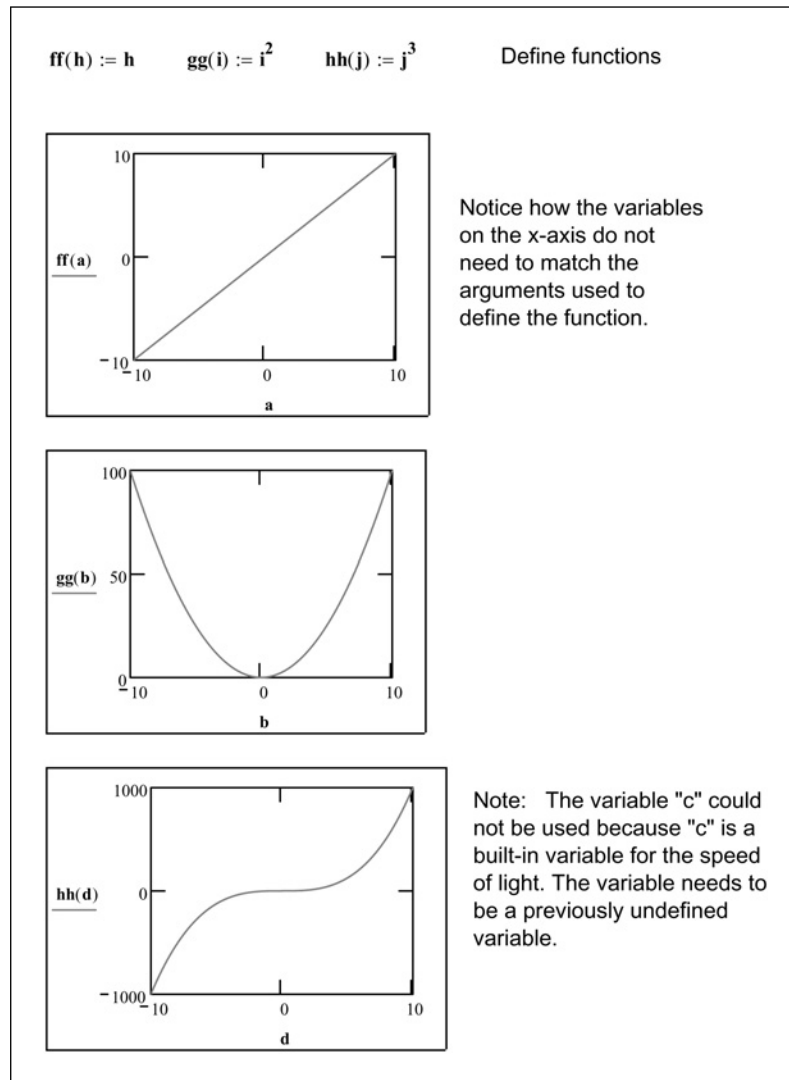 ff(h) := h gg(i) := i² hh(j) := j³ Define functions
10
0
−10
ff(a)
−10 0 10
a
Notice how the variables
on the x-axis do not
need to match the
arguments used to
define the function.
100
50
0
gg(b)
−10 0 10
b
1000
0
−1000
hh(d)
−10 0 10
d
Note: The variable "c" could
not be used because "c" is a
built-in variable for the speed
of light. The variable needs to
be a previously undefined
variable.